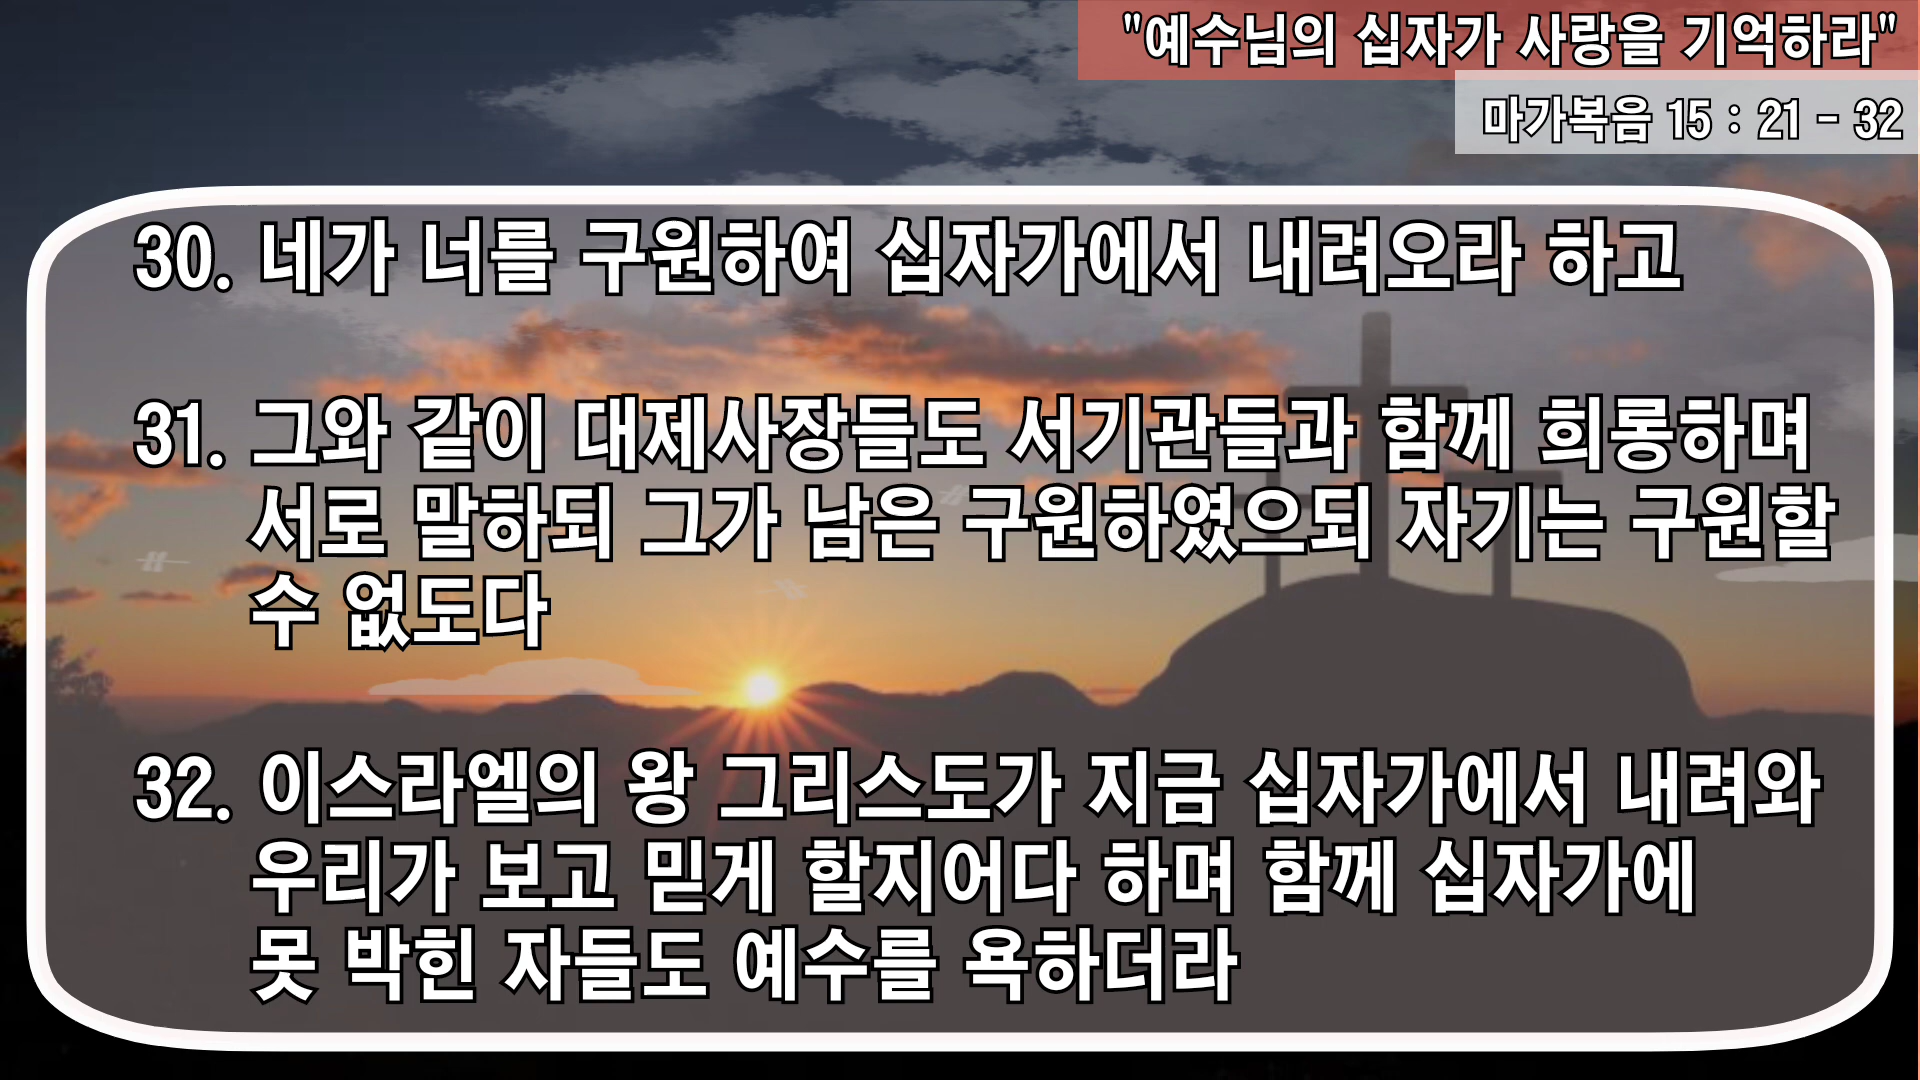 "예수님의 십자가 사랑을 기억하라"
마가복음 15 : 21 - 32
30. 네가 너를 구원하여 십자가에서 내려오라 하고
31. 그와 같이 대제사장들도 서기관들과 함께 희롱하며
서로 말하되 그가 남은 구원하였으되 자기는 구원할
수 없도다
32. 이스라엘의 왕 그리스도가 지금 십자가에서 내려와
우리가 보고 믿게 할지어다 하며 함께 십자가에
못 박힌 자들도 예수를 욕하더라